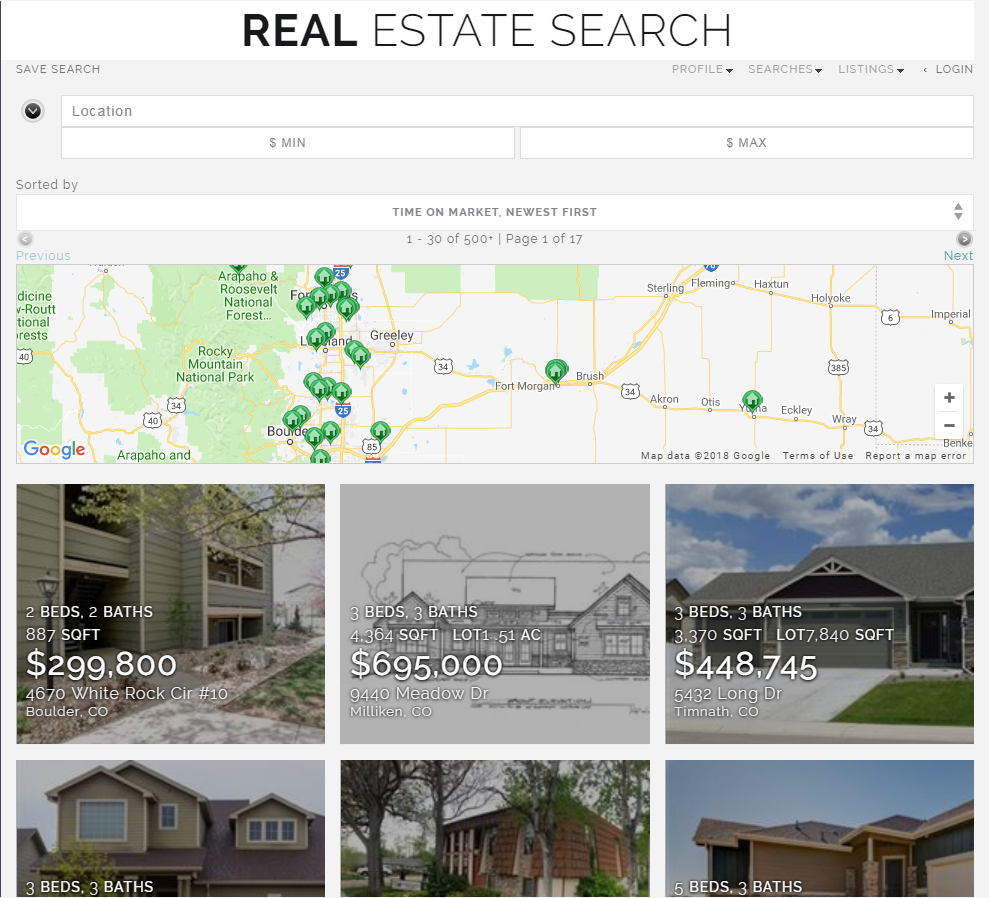 REAL ESTATE SEARCH
SAVE SEARCH
PROFILE
SEARCHES
LISTINGS
‹ LOGIN
Location
$ MIN
$ MAX
Sorted by
TIME ON MARKET, NEWEST FIRST
1 - 30 of 500+ | Page 1 of 17
Previous
Next
Arapaho &
Roosevelt
National
Forest...
25
76
Sterling
Fleming
Haxtun
Holyoke
Imperial
6
Greeley
Rocky
Mountain
National Park
40
34
385
Fort Morgan
Brush
34
Akron
Otis
Yuma
Eckley
Wray
34
34
40
25
Boulder
85
Arapaho and
Benke
Google
+
−
Map data ©2018 Google
Terms of Use
Report a map error
2 BEDS, 2 BATHS
887 SQFT
$299,800
4670 White Rock Cir #10
Boulder, CO
3 BEDS, 3 BATHS
4,364 SQFT LOT1 .51 AC
$695,000
9440 Meadow Dr
Milliken, CO
3 BEDS, 3 BATHS
3,370 SQFT LOT7,840 SQFT
$448,745
5432 Long Dr
Timnath, CO
3 BEDS, 3 BATHS
5 BEDS, 3 BATHS